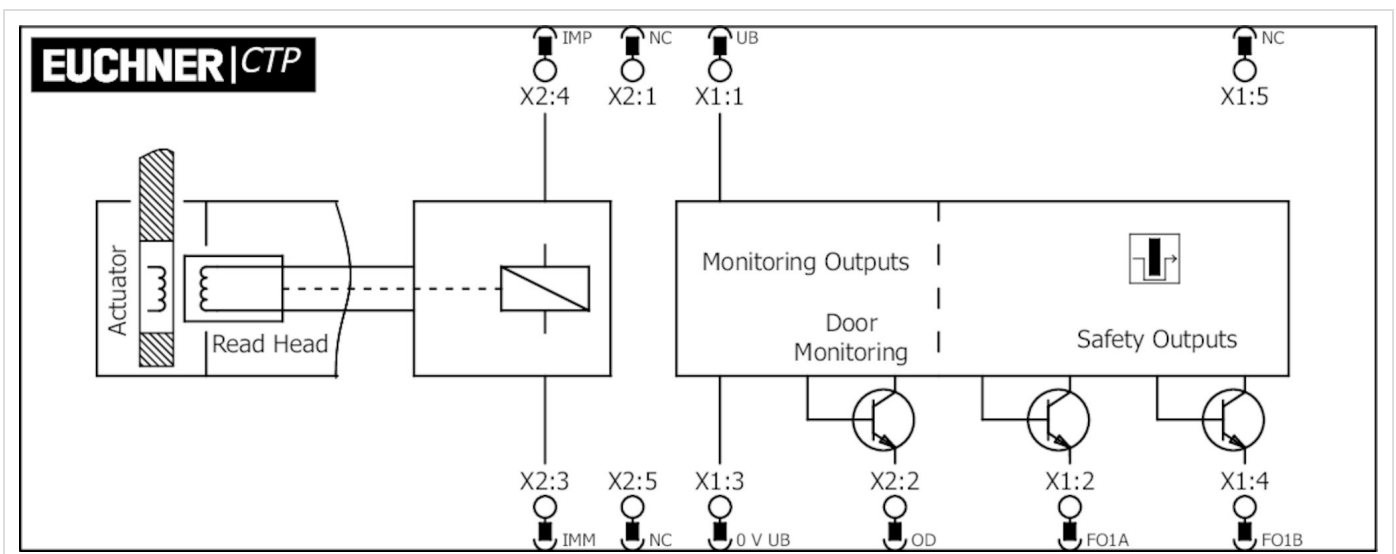 EUCHNER | CTP
IMP
NC
UB
NC
X2:4
X2:1
X1:1
X1:5
Actuator
Read Head
Monitoring Outputs
Door
Monitoring
Safety Outputs
X2:3
X2:5
X1:3
X2:2
X1:2
X1:4
IMM
NC
0 V UB
OD
FO1A
FO1B